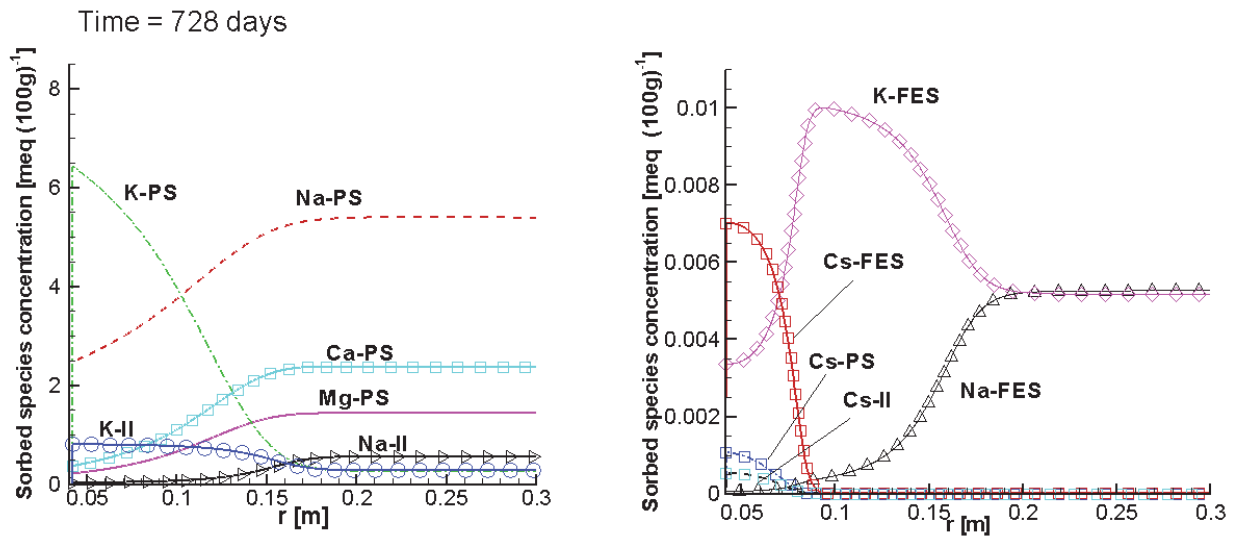 Time = 728 days
Sorbed species concentration [meq (100g)-1]
8
6
4
2
0
K-PS
Na-PS
Ca-PS
Mg-PS
K-II
Na-II
0.05
0.1
0.15
0.2
0.25
0.3
r [m]
Sorbed species concentration [meq (100g)-1]
0.01
0.008
0.006
0.004
0.002
0
K-FES
Cs-FES
Cs-PS
Cs-II
Na-FES
0.05
0.1
0.15
0.2
0.25
0.3
r [m]